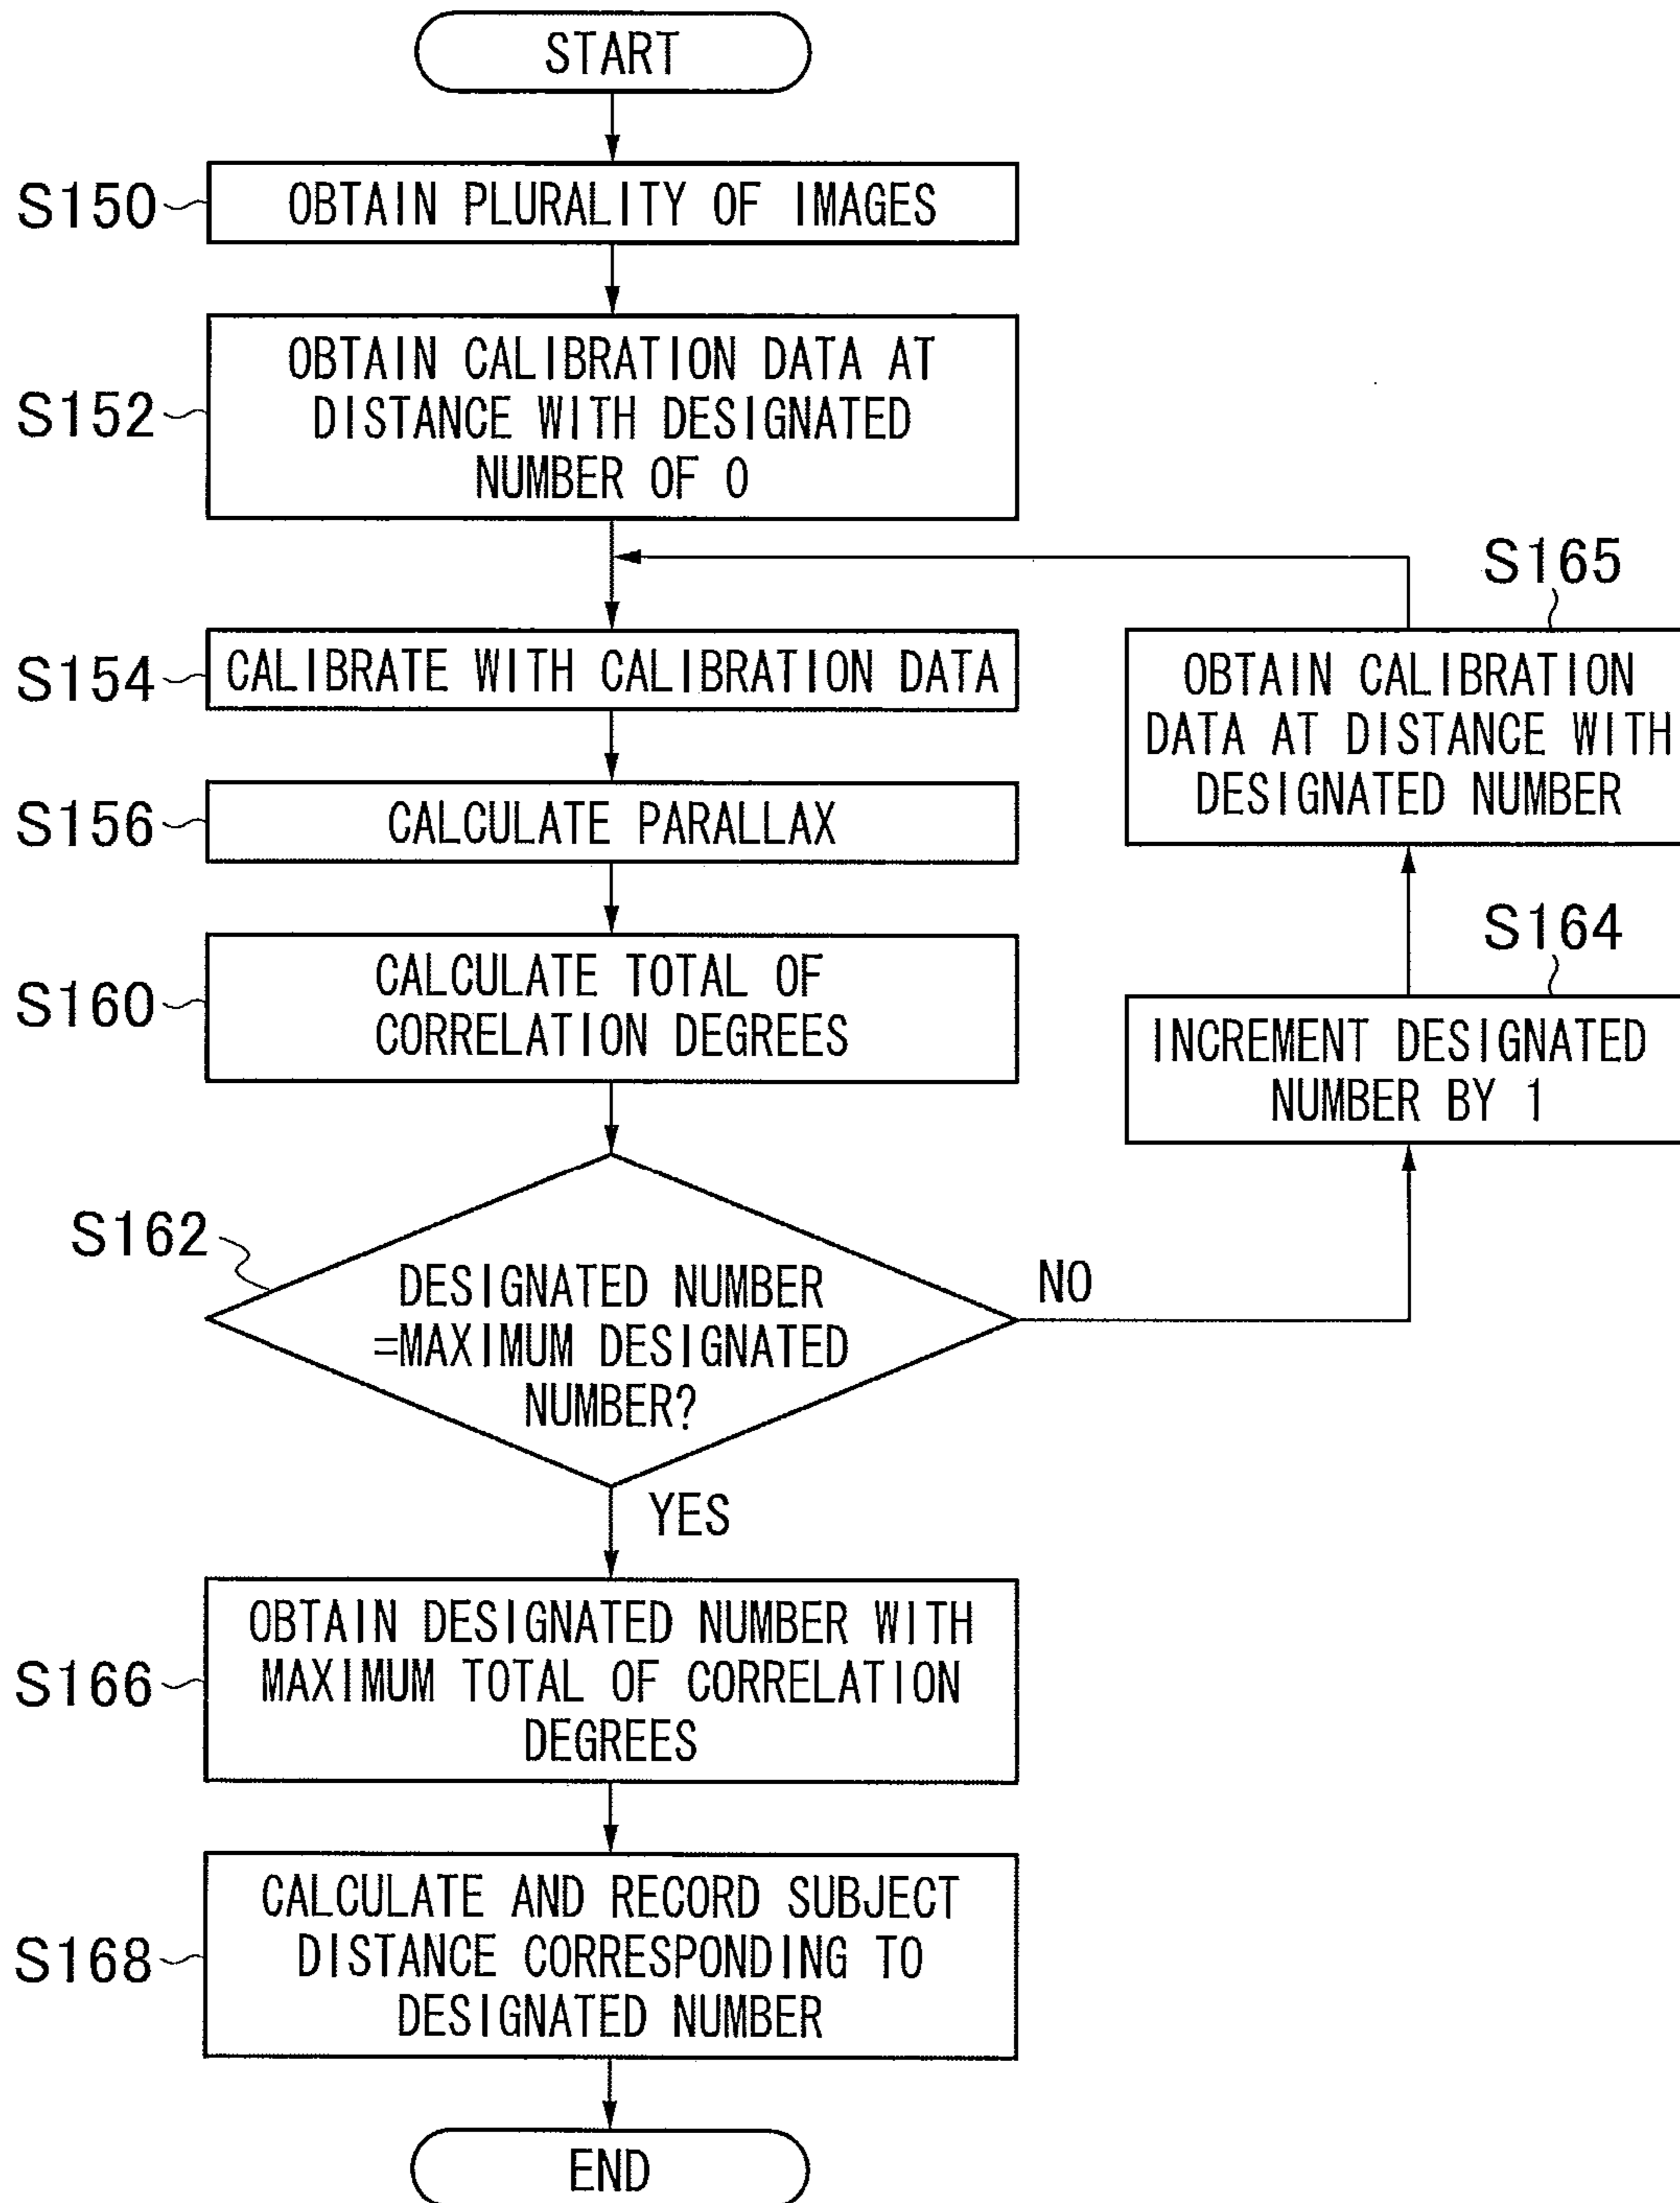 START
S150
OBTAIN PLURALITY OF IMAGES
S152
OBTAIN CALIBRATION DATA AT
DISTANCE WITH DESIGNATED
NUMBER OF 0
S154
CALIBRATE WITH CALIBRATION DATA
S156
CALCULATE PARALLAX
S160
CALCULATE TOTAL OF
CORRELATION DEGREES
S162
DESIGNATED NUMBER
=MAXIMUM DESIGNATED
NUMBER?
NO
S164
INCREMENT DESIGNATED
NUMBER BY 1
S165
OBTAIN CALIBRATION
DATA AT DISTANCE WITH
DESIGNATED NUMBER
YES
S166
OBTAIN DESIGNATED NUMBER WITH
MAXIMUM TOTAL OF CORRELATION
DEGREES
S168
CALCULATE AND RECORD SUBJECT
DISTANCE CORRESPONDING TO
DESIGNATED NUMBER
END